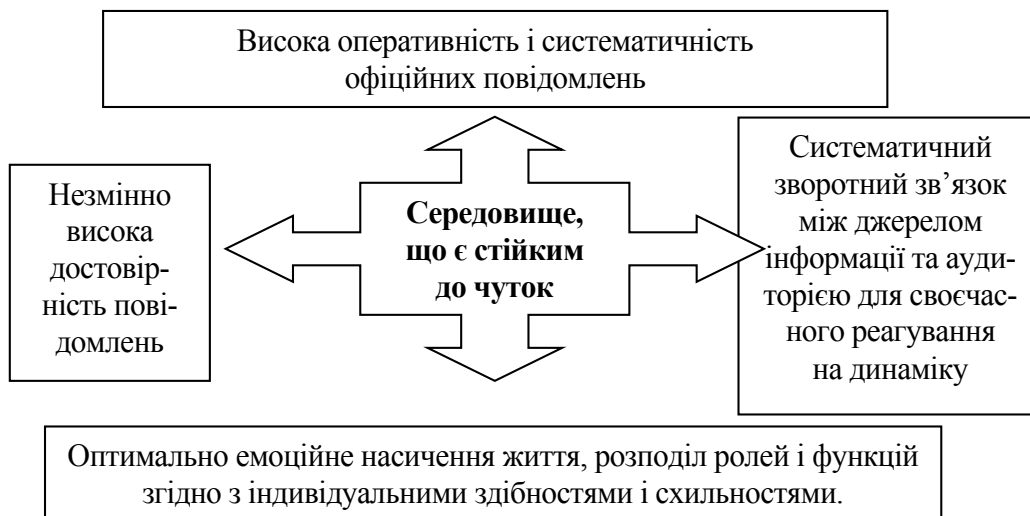 Висока оперативність і систематичність
офіційних повідомлень
Незмінно
висока
достовір-
ність пові-
домлень
Середовище,
що є стійким
до чуток
Систематичний
зворотний зв’язок
між джерелом
інформації та ауди-
торією для своєчас-
ного реагування
на динаміку
Оптимально емоційне насичення життя, розподіл ролей і функцій
згідно з індивідуальними здібностями і схильностями.